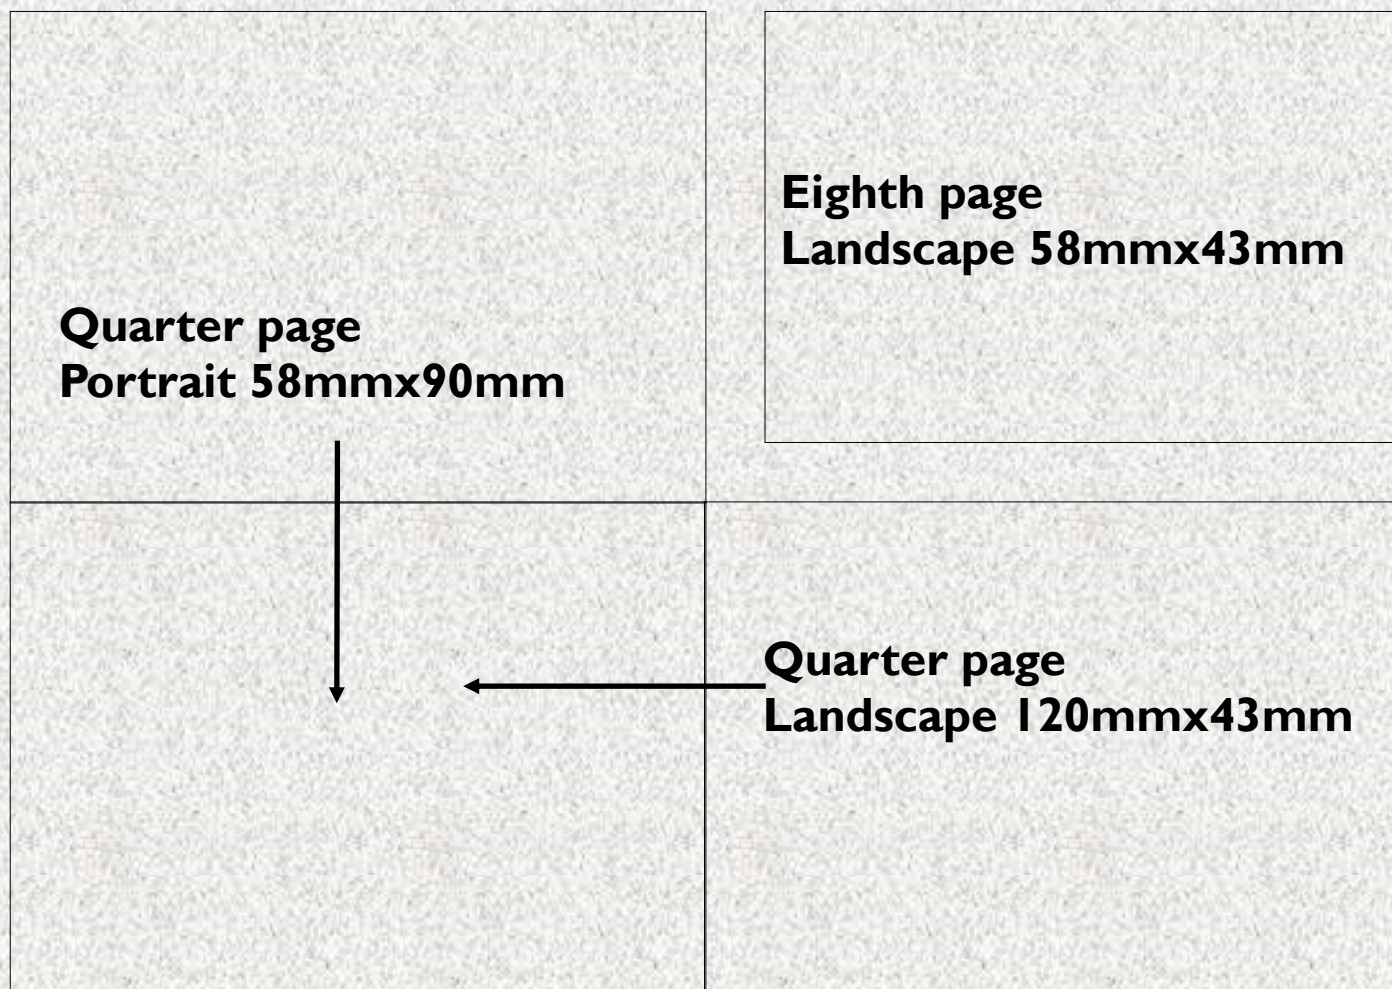 Eighth page
Landscape 58mmx43mm
Quarter page
Portrait 58mmx90mm
Quarter page
Landscape 120mmx43mm